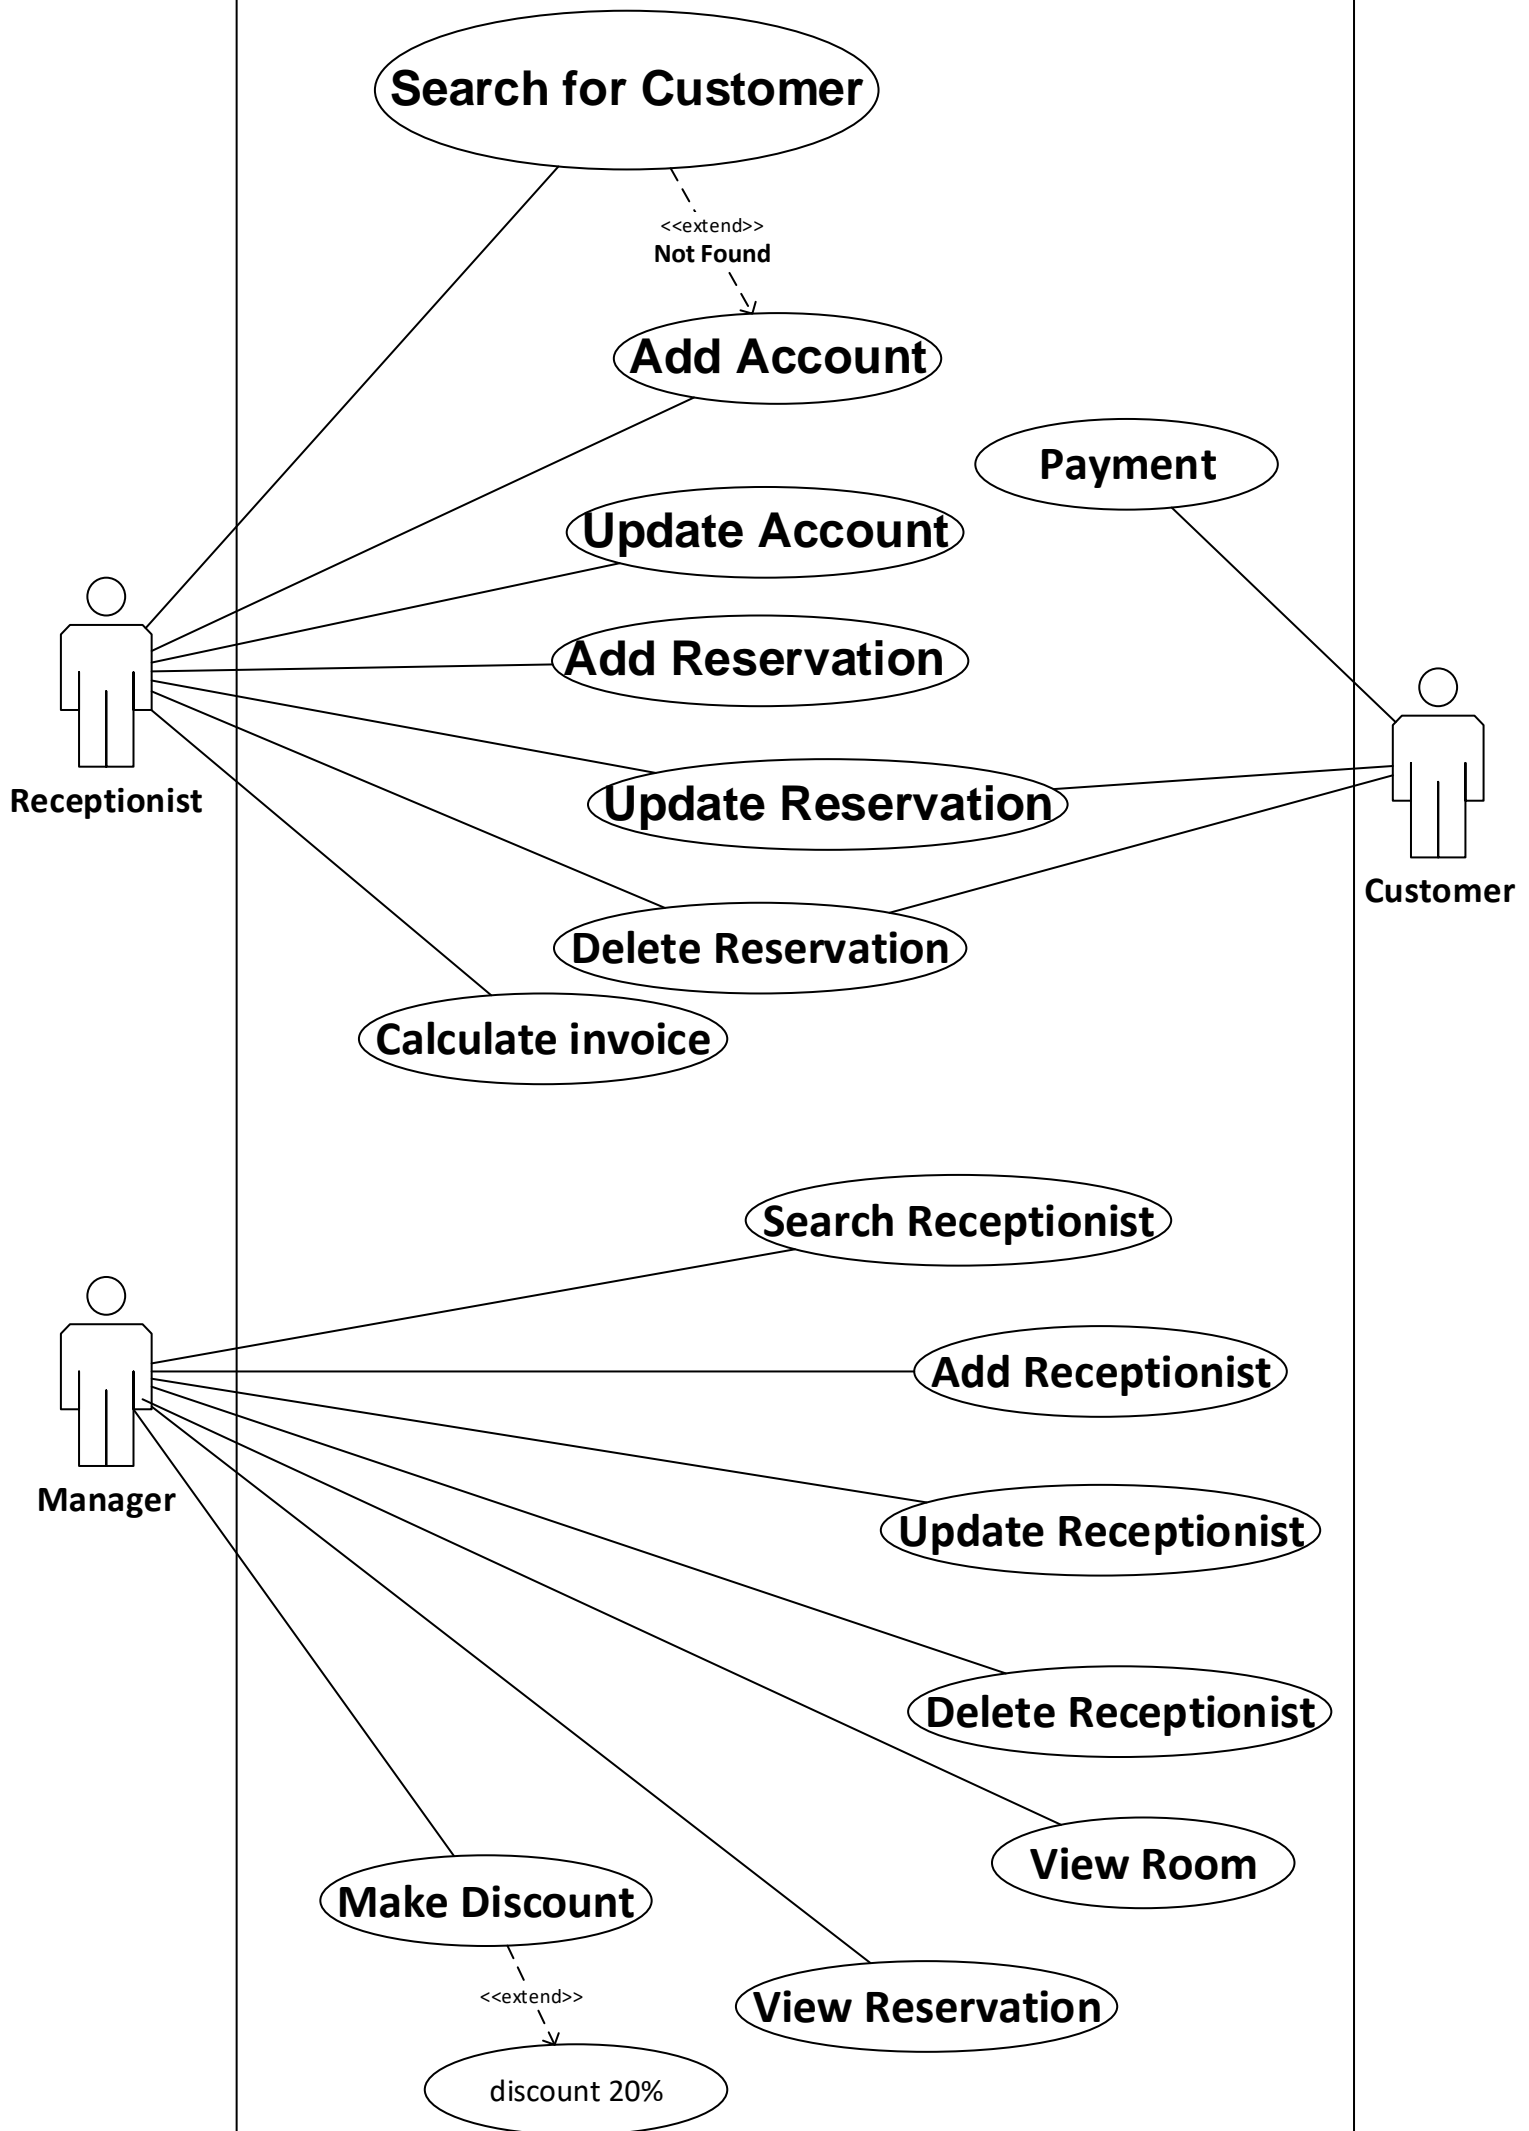 Search for Customer
<<extend>>
Not Found
Add Account
Payment
Update Account
Add Reservation
Receptionist
Update Reservation
Customer
Delete Reservation
Calculate invoice
Search Receptionist
Add Receptionist
Manager
Update Receptionist
Delete Receptionist
View Room
Make Discount
<<extend>>
View Reservation
discount 20%